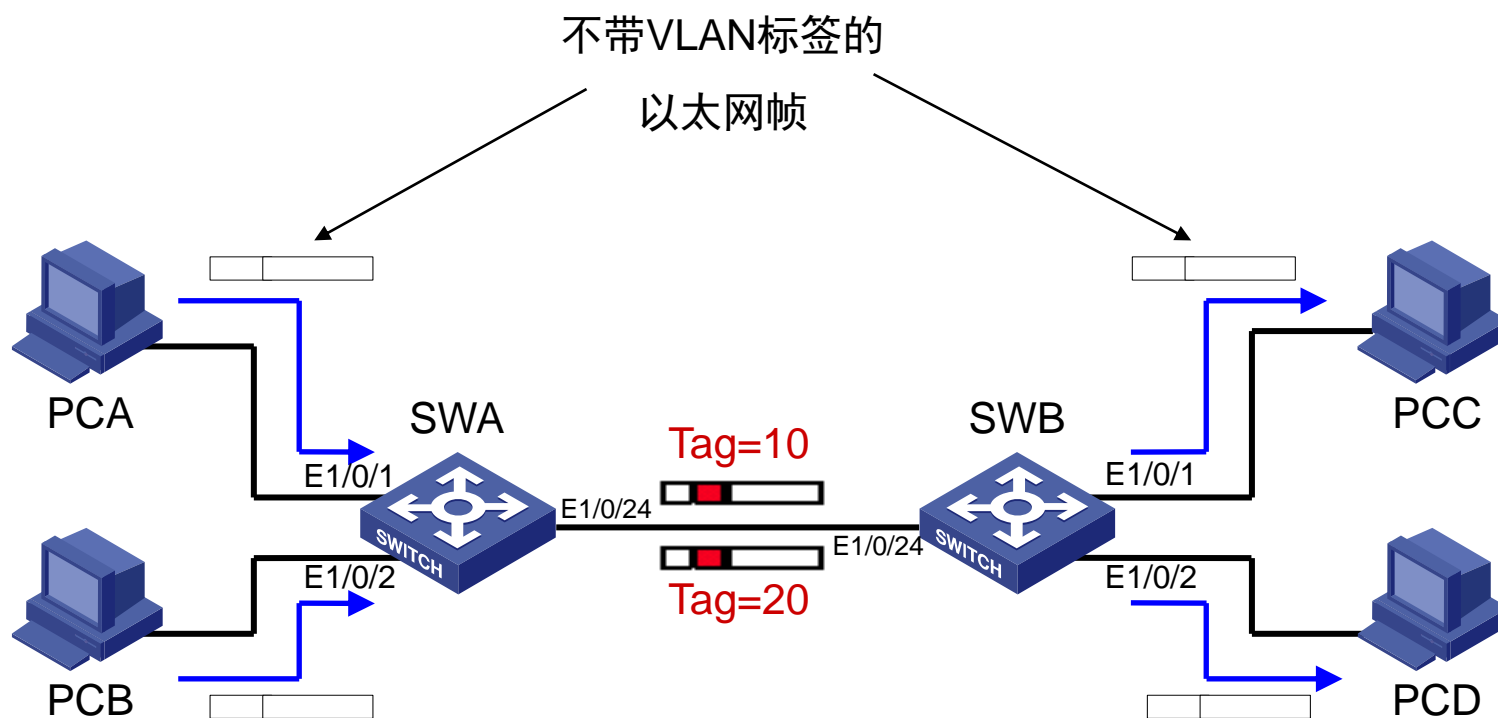 不带VLAN标签的
以太网帧
PCA
SWA
SWB
PCC
Tag=10
E1/0/1
E1/0/24
E1/0/24
E1/0/1
SWITCH
SWITCH
E1/0/2
Tag=20
E1/0/2
PCB
PCD